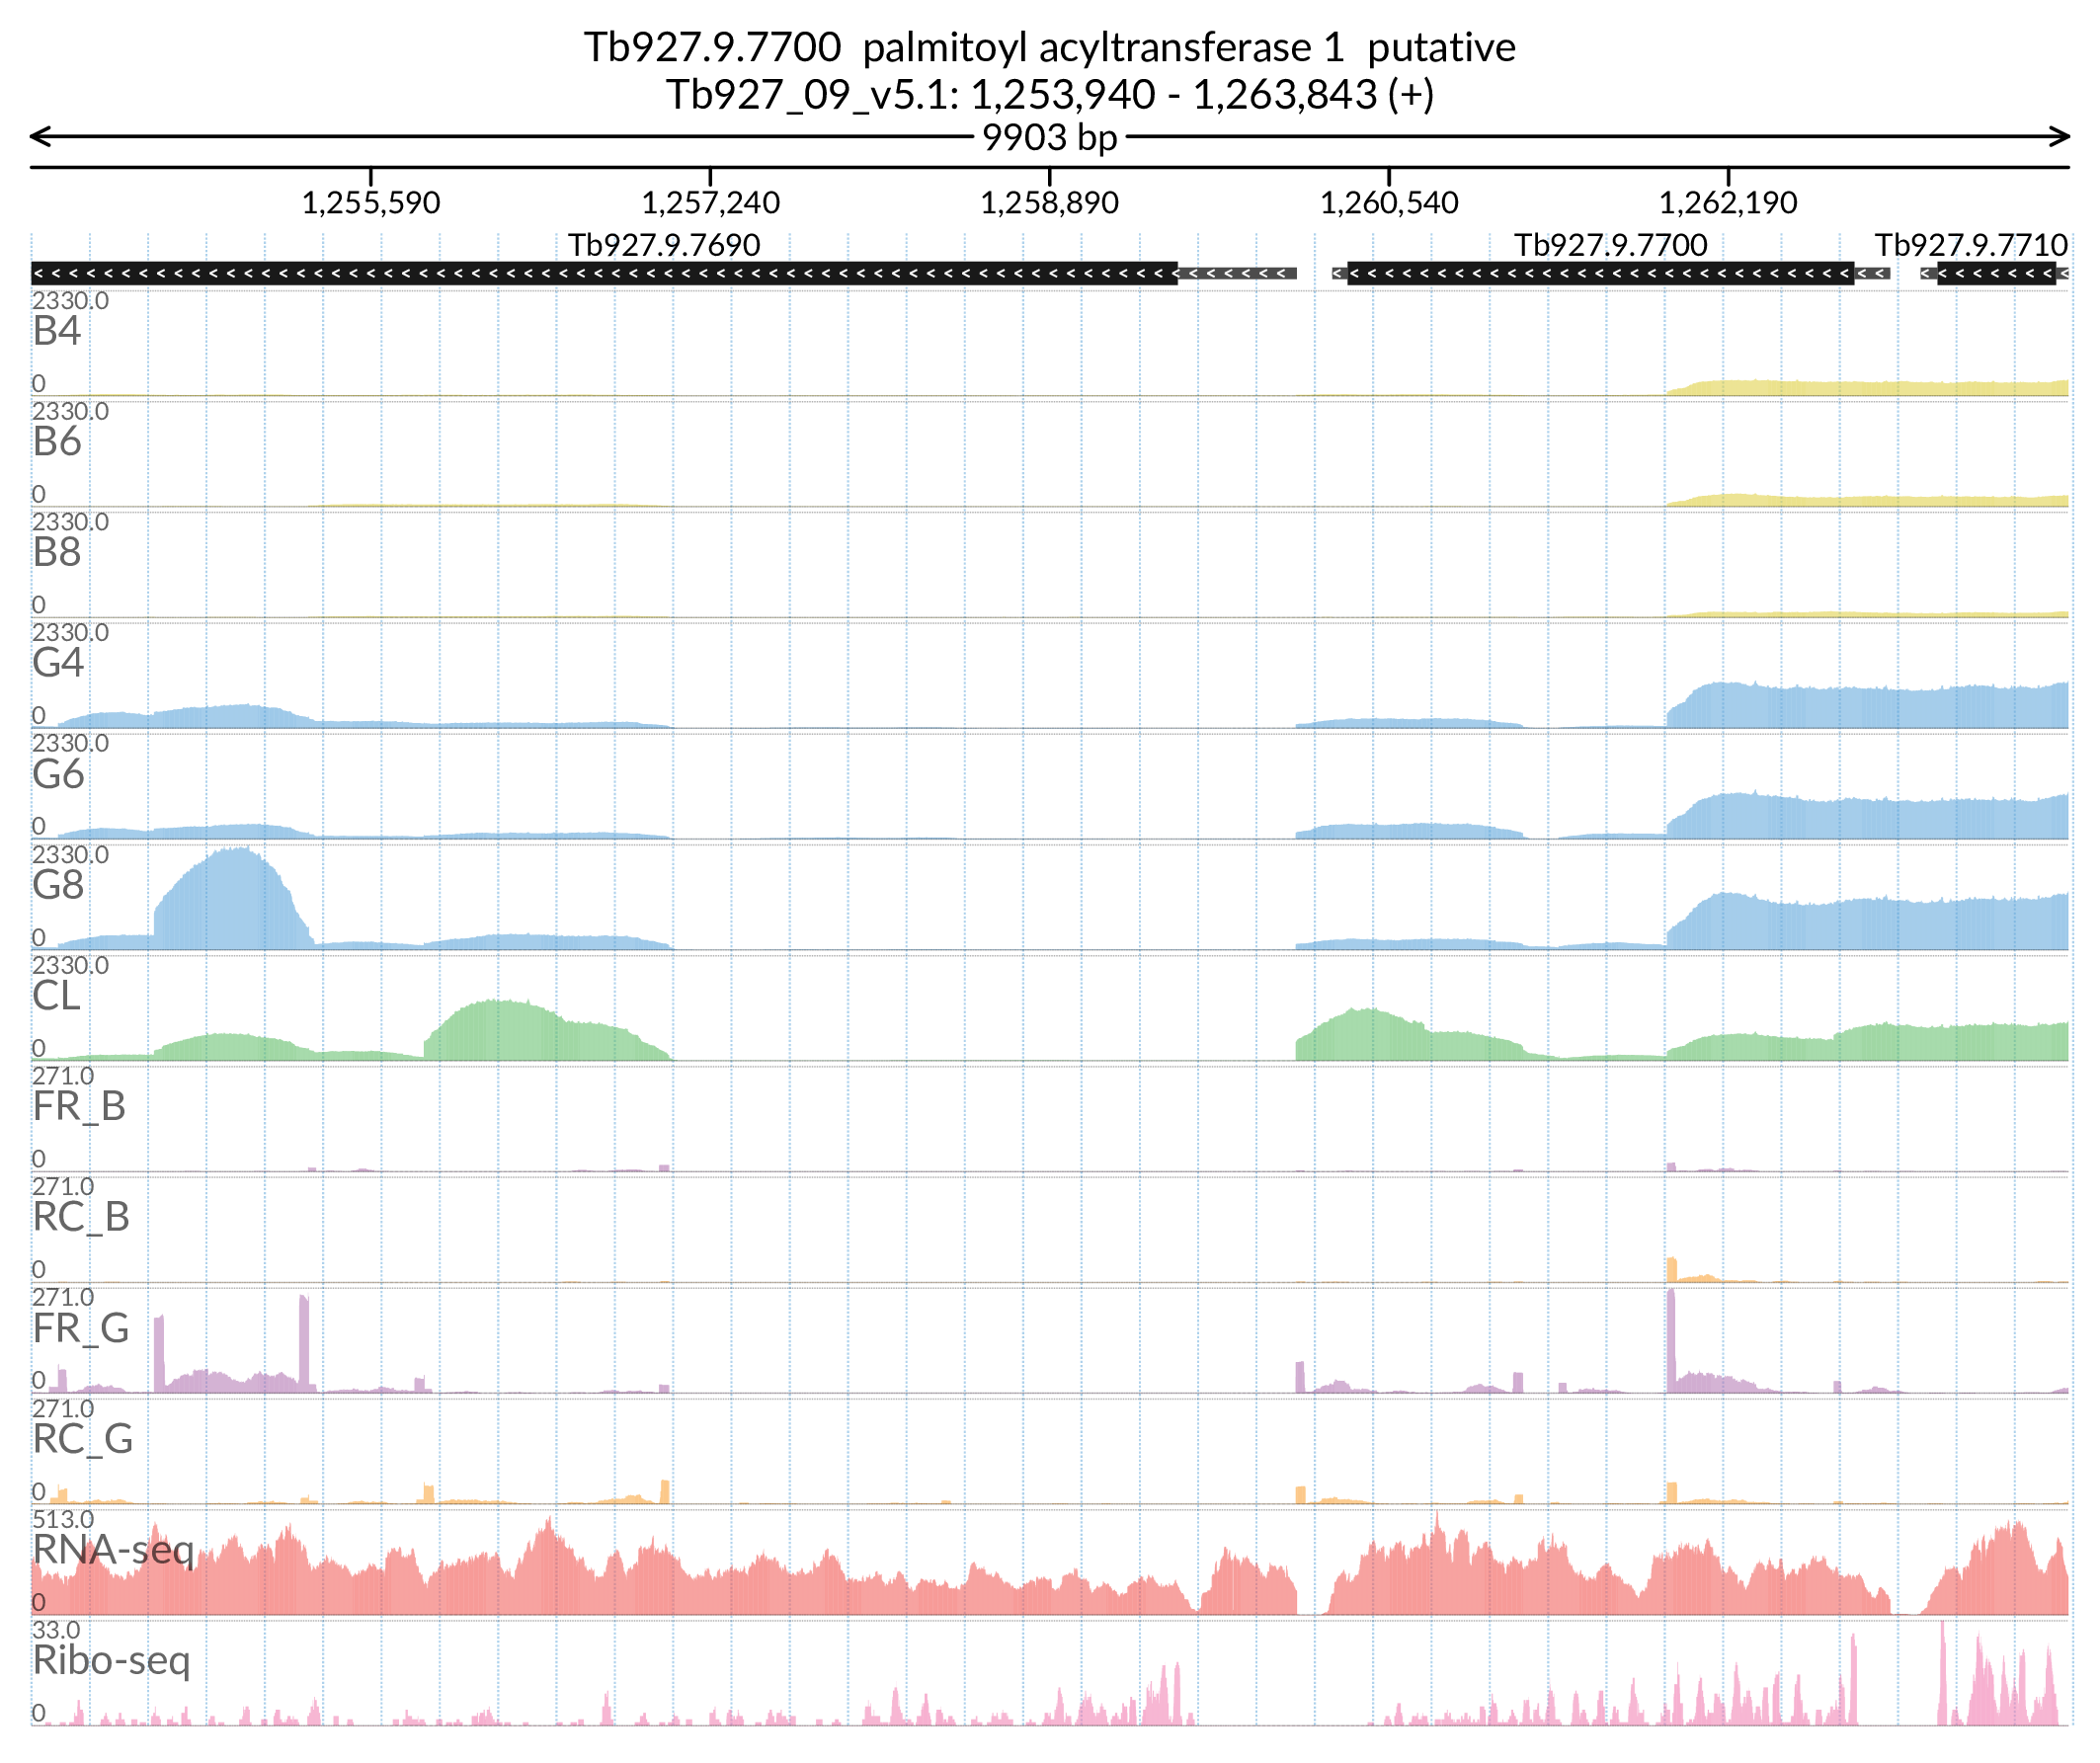 Tb927.9.7700  palmitoyl acyltransferase 1  putative
Tb927_09_v5.1: 1,253,940 - 1,263,843 (+)
9903 bp
1,255,590 1,257,240 1,258,890 1,260,540 1,262,190
Tb927.9.7690 Tb927.9.7700 Tb927.9.7710
2330.0
B4
0
2330.0
B6
0
2330.0
B8
0
2330.0
G4
0
2330.0
G6
0
2330.0
G8
0
2330.0
CL
0
271.0
FR_B
0
271.0
RC_B
0
271.0
FR_G
0
271.0
RC_G
0
513.0
RNA-seq
0
33.0
Ribo-seq
0